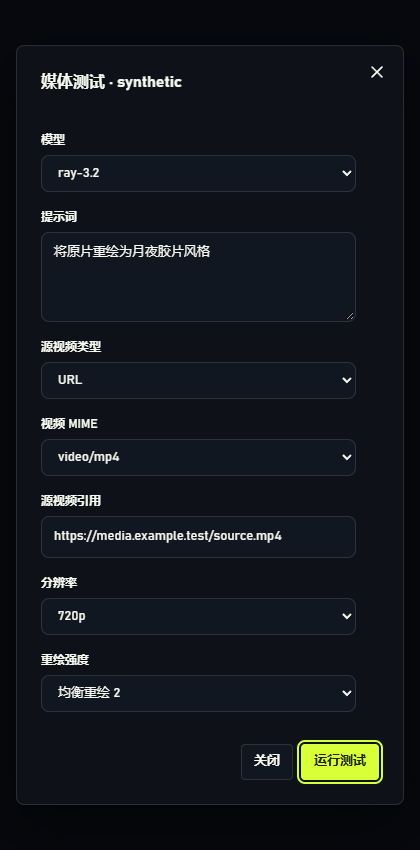 媒体测试 · synthetic
模型
ray-3.2
提示词
将原片重绘为月夜胶片风格
源视频类型
URL
视频 MIME
video/mp4
源视频引用
https://media.example.test/source.mp4
分辨率
720p
重绘强度
均衡重绘 2
关闭
运行测试